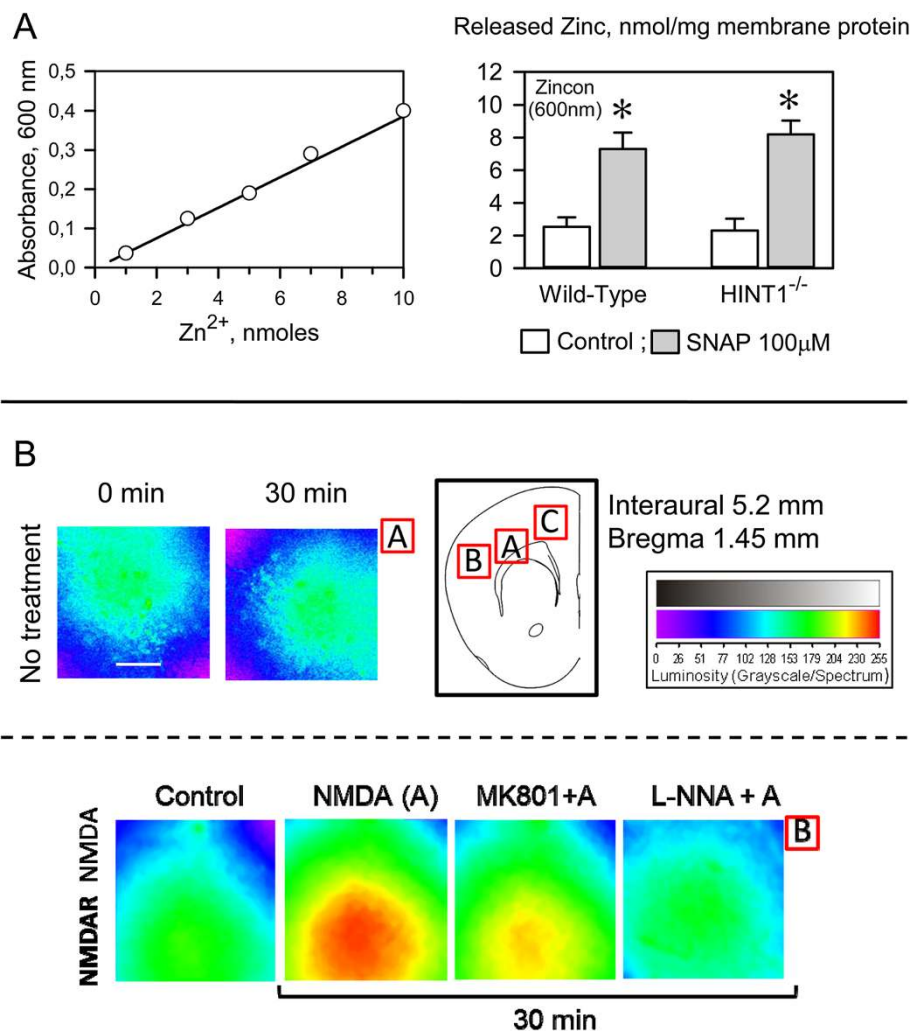 A
Released Zinc, nmol/mg membrane protein
Absorbance, 600 nm
0,5
0,4
0,3
0,2
0,1
0,0
0 2 4 6 8 10
Zn²⁺, nmoles
12
10
8
6
4
2
0
Zincon
(600nm)
* *
Wild-Type HINT1⁻/⁻
Control ; SNAP 100μM
B
0 min 30 min
No treatment
A
B A C
Interaural 5.2 mm
Bregma 1.45 mm
0 26 51 77 102 128 153 179 204 230 255
Luminosity (Grayscale/Spectrum)
Control NMDA (A) MK801+A L-NNA + A
B
NMDAR NMDA
30 min